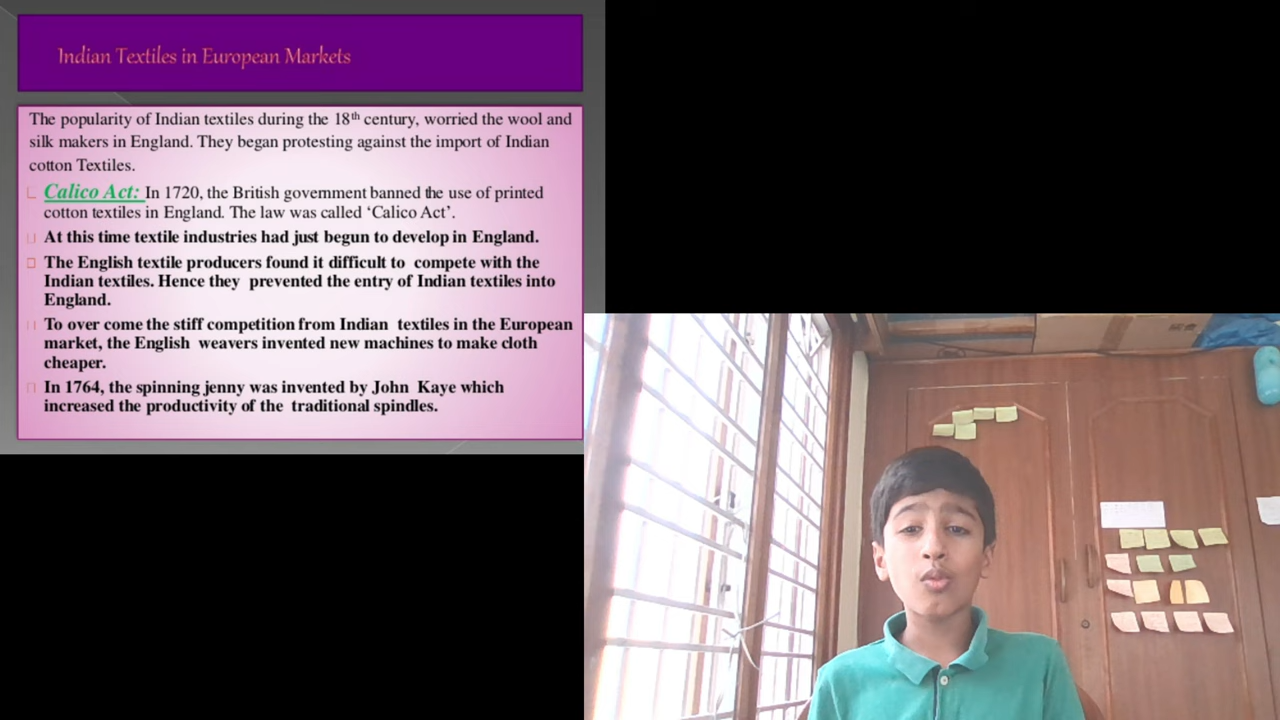 Indian Textiles in European Markets
The popularity of Indian textiles during the 18th century, worried the wool and
silk makers in England. They began protesting against the import of Indian
cotton Textiles.
Calico Act: In 1720, the British government banned the use of printed
cotton textiles in England. The law was called ‘Calico Act’.
At this time textile industries had just begun to develop in England.
The English textile producers found it difficult to compete with the
Indian textiles. Hence they prevented the entry of Indian textiles into
England.
To over come the stiff competition from Indian textiles in the European
market, the English weavers invented new machines to make cloth
cheaper.
In 1764, the spinning jenny was invented by John Kaye which
increased the productivity of the traditional spindles.